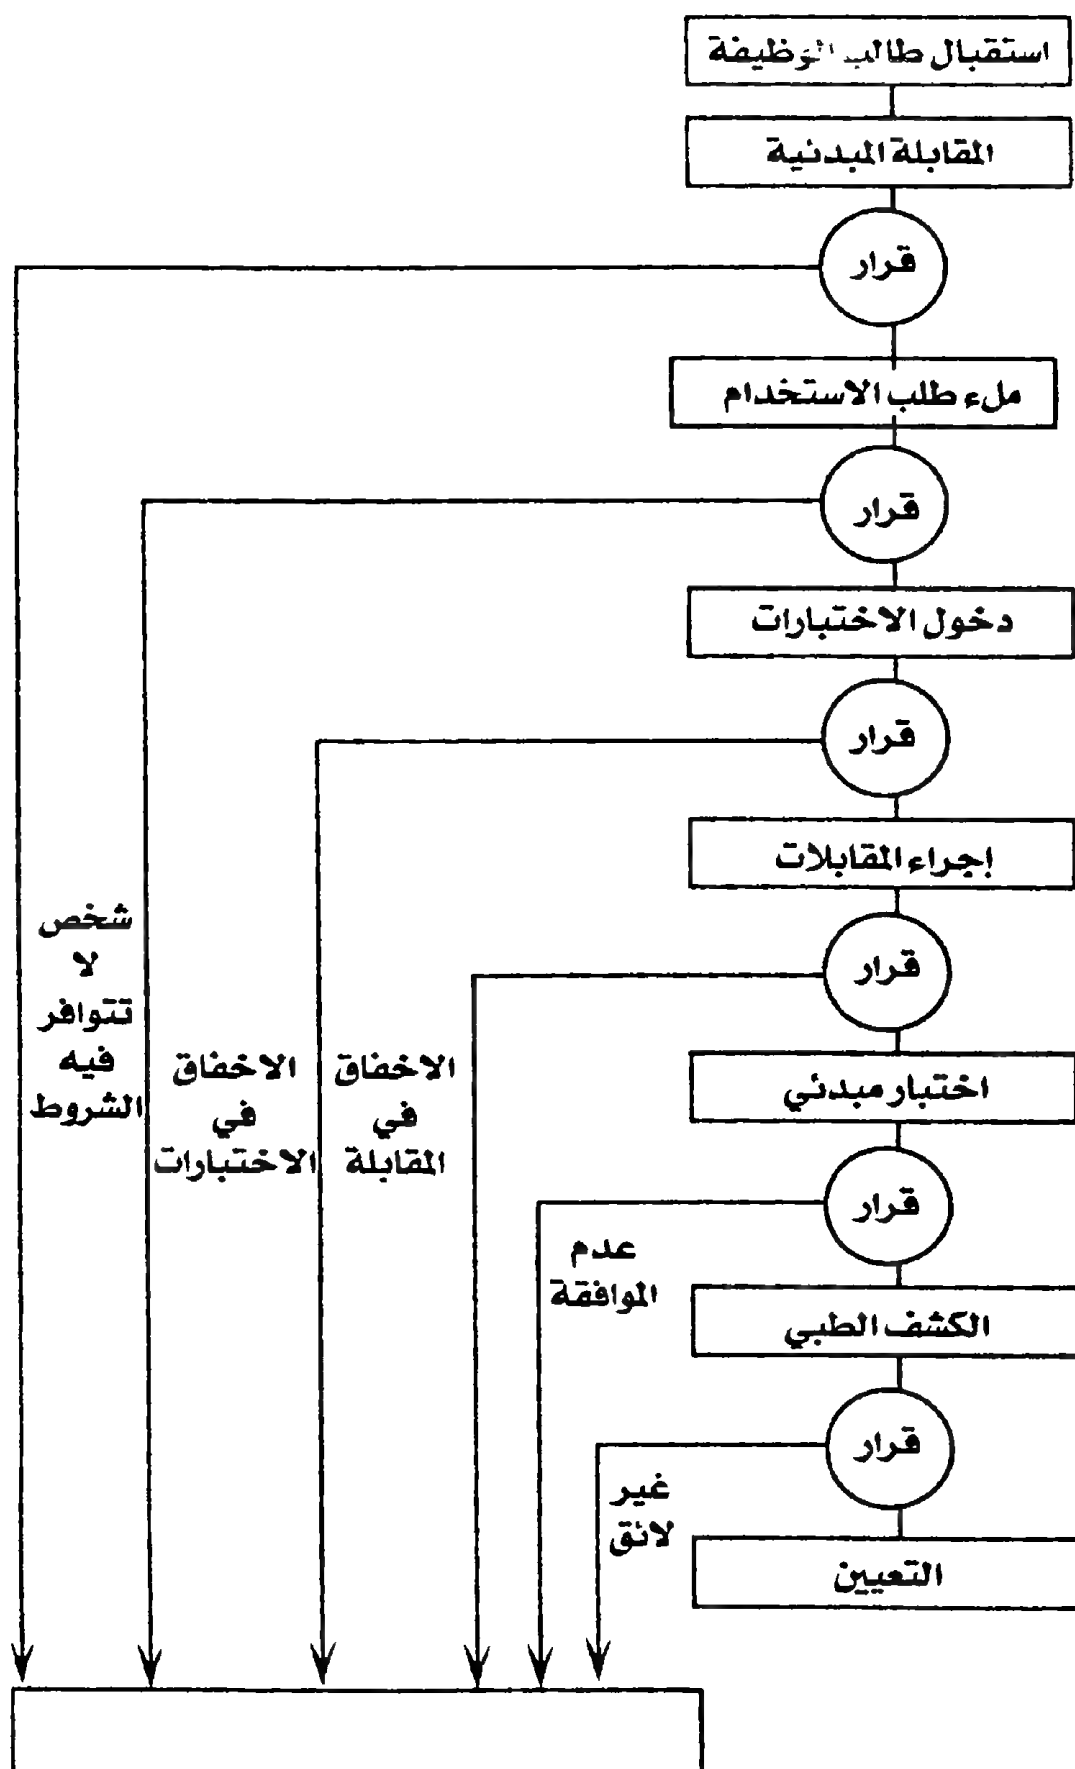 استقبال طالب الوظيفة
المقابلة المبدئية
قرار
ملء طلب الاستخدام
قرار
دخول الاختبارات
قرار
إجراء المقابلات
قرار
اختبار مبدئي
قرار
الكشف الطبي
قرار
التعيين
شخص
لا
تتوافر
فيه
الشروط
الاخفاق
في
الاختبارات
الاخفاق
في
المقابلة
عدم
الموافقة
غير
لائق